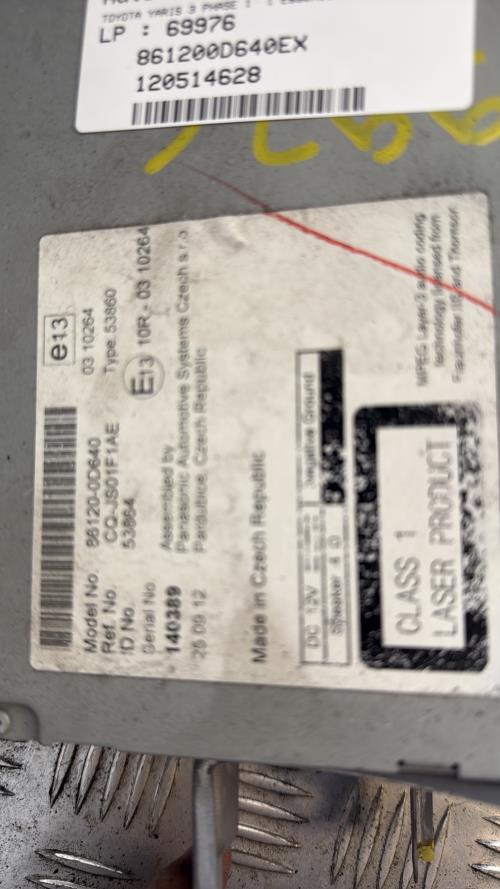 TOYOTA YARIS 3 PHASE 1
LP : 69976
861200D640EX
120514628
e13
03 10264
Type. 53860
E13 10R - 03 10264
Model No. 86120-0D640
Ref. No. CQ-JS01F1AE
ID No. 53864
Serial No.
140389
25 09 12
Assembled by
Panasonic Automotive Systems Czech s.r.o.
Pardubice, Czech Republic
Made in Czech Republic
DC 12V Negative Ground
Speaker 4 Ω
CLASS 1
LASER PRODUCT
MPEG Layer-3 audio coding
technology licensed from
Fraunhofer IIS and Thomson